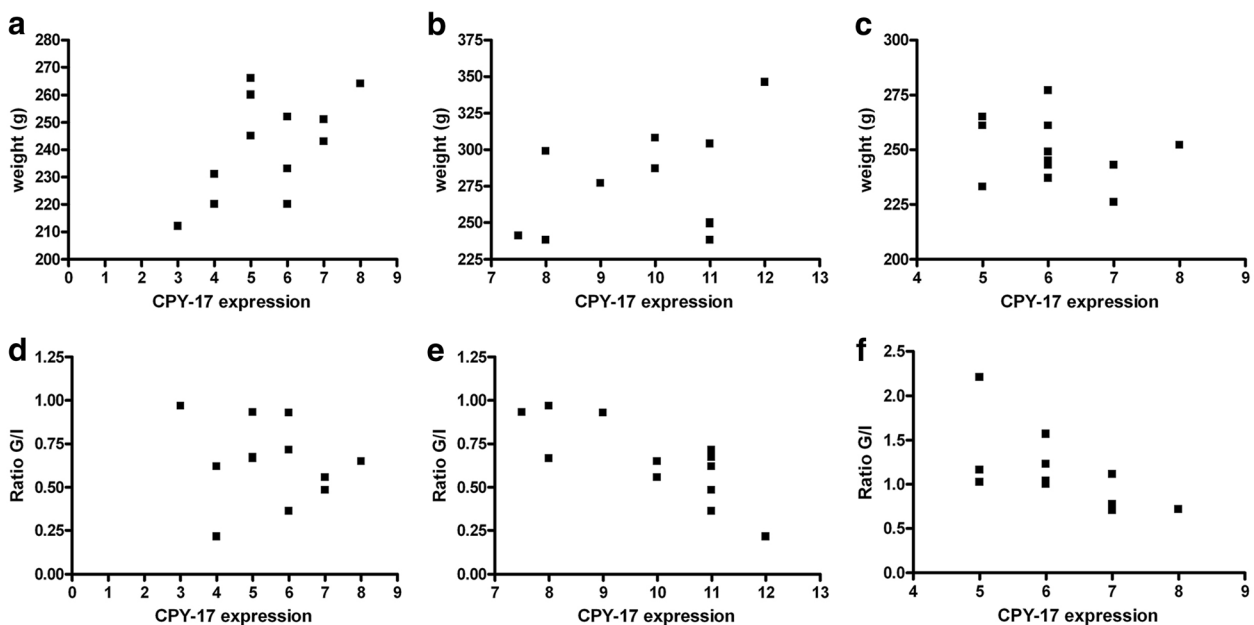 a
280
270
260
250
240
230
220
210
200
weight (g)
0 1 2 3 4 5 6 7 8 9
CPY-17 expression
b
375
350
325
300
275
250
225
weight (g)
7 8 9 10 11 12 13
CPY-17 expression
c
300
275
250
225
200
weight (g)
4 5 6 7 8 9
CPY-17 expression
d
1.25
1.00
0.75
0.50
0.25
0.00
Ratio G/I
0 1 2 3 4 5 6 7 8 9
CPY-17 expression
e
1.25
1.00
0.75
0.50
0.25
0.00
Ratio G/I
7 8 9 10 11 12 13
CPY-17 expression
f
2.5
2.0
1.5
1.0
0.5
0.0
Ratio G/I
4 5 6 7 8 9
CPY-17 expression